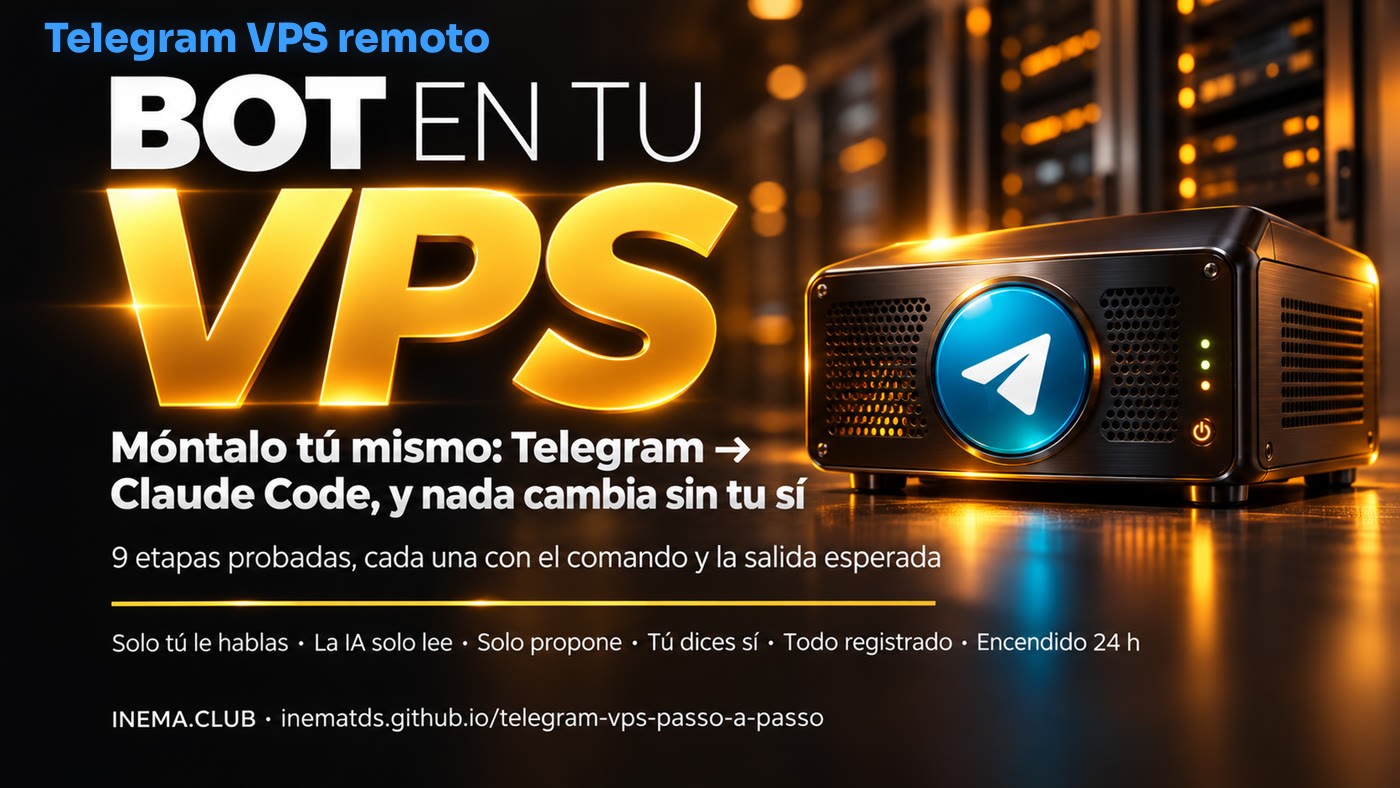 Telegram VPS remoto
BOT EN TU
VPS
Móntalo tú mismo: Telegram →
Claude Code, y nada cambia sin tu sí
9 etapas probadas, cada una con el comando y la salida esperada
Solo tú le hablas • La IA solo lee • Solo propone • Tú dices sí • Todo registrado • Encendido 24 h
INEMA.CLUB • inematds.github.io/telegram-vps-passo-a-passo